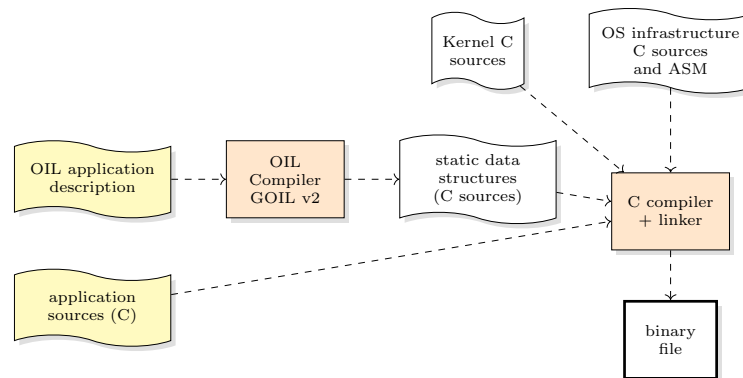 Kernel C
sources
OS infrastructure
C sources
and ASM
OIL application
description
OIL
Compiler
GOIL v2
static data
structures
(C sources)
C compiler
+ linker
application
sources (C)
binary
file